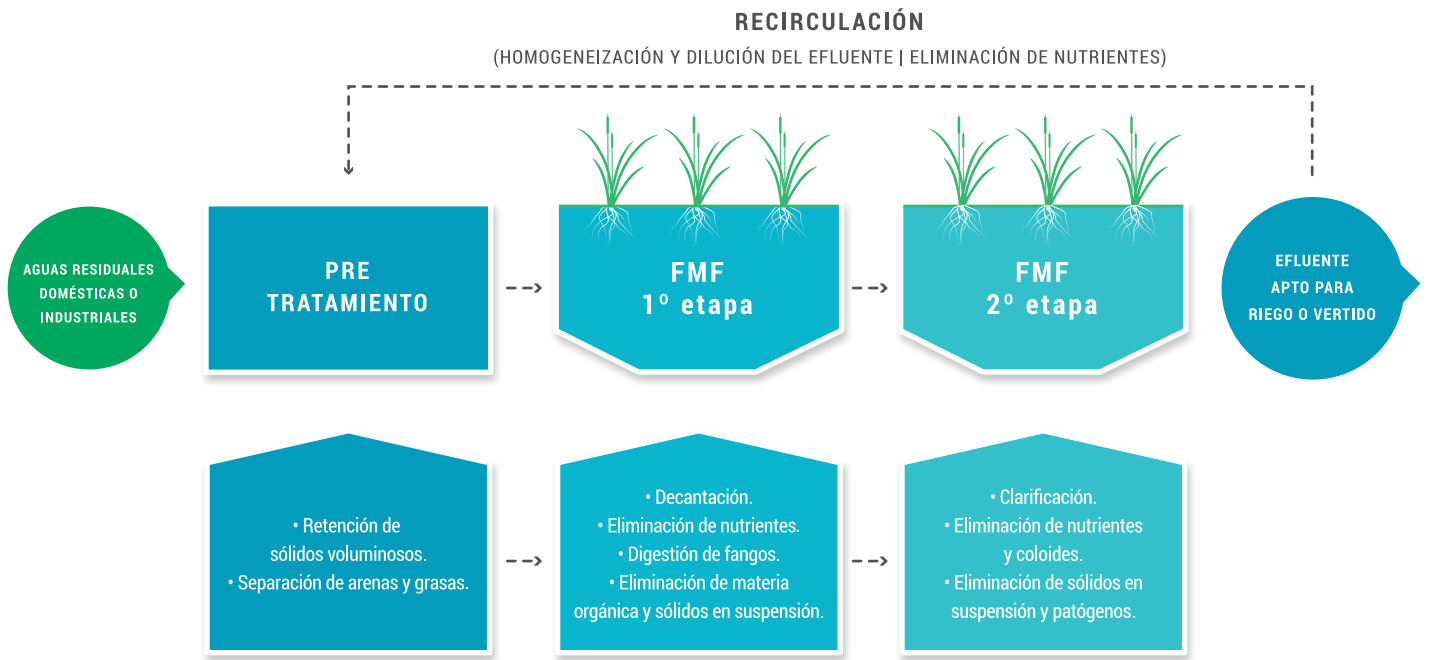 RECIRCULACIÓN
(HOMOGENEIZACIÓN Y DILUCIÓN DEL EFLUENTE | ELIMINACIÓN DE NUTRIENTES)
AGUAS RESIDUALES
DOMÉSTICAS O
INDUSTRIALES
PRE
TRATAMIENTO
FMF
1º etapa
FMF
2º etapa
EFLUENTE
APTO PARA
RIEGO O VERTIDO
• Retención de
sólidos voluminosos.
• Separación de arenas y grasas.
• Decantación.
• Eliminación de nutrientes.
• Digestión de fangos.
• Eliminación de materia
orgánica y sólidos en suspensión.
• Clarificación.
• Eliminación de nutrientes
y coloides.
• Eliminación de sólidos en
suspensión y patógenos.